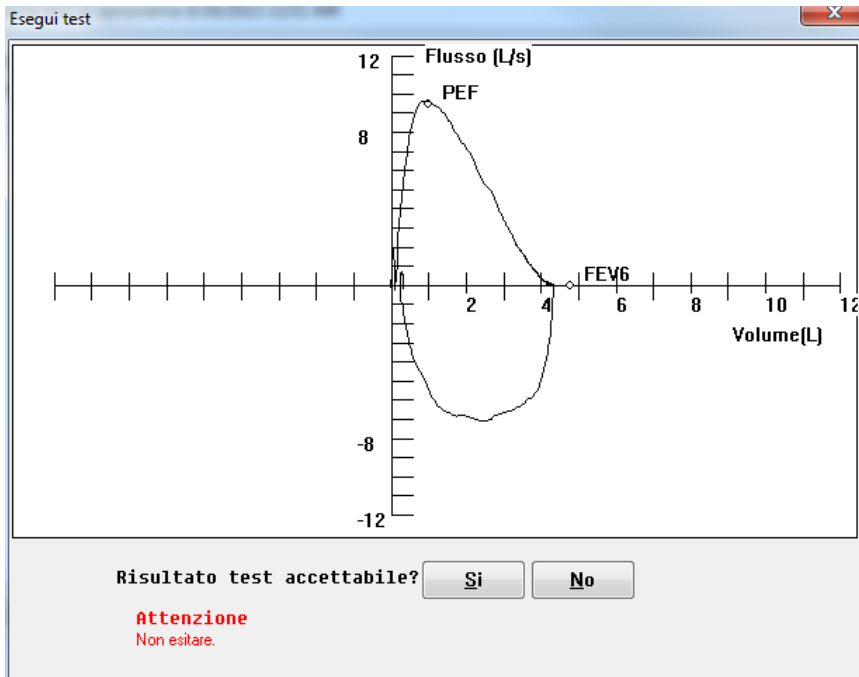 Esegui test
12
Flusso (L/s)
PEF
8
FEV6
2 4 6 8 10 12
Volume(L)
-8
-12
Risultato test accettabile? Si No
Attenzione
Non esitare.